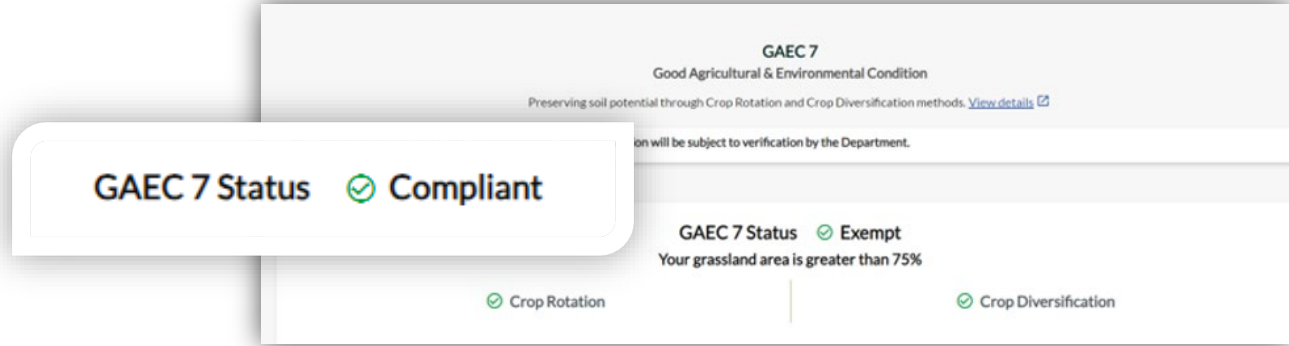 GAEC 7
Good Agricultural & Environmental Condition
Preserving soil potential through Crop Rotation and Crop Diversification methods. View details
on will be subject to verification by the Department.
GAEC 7 Status Compliant
GAEC 7 Status Exempt
Your grassland area is greater than 75%
Crop Rotation
Crop Diversification